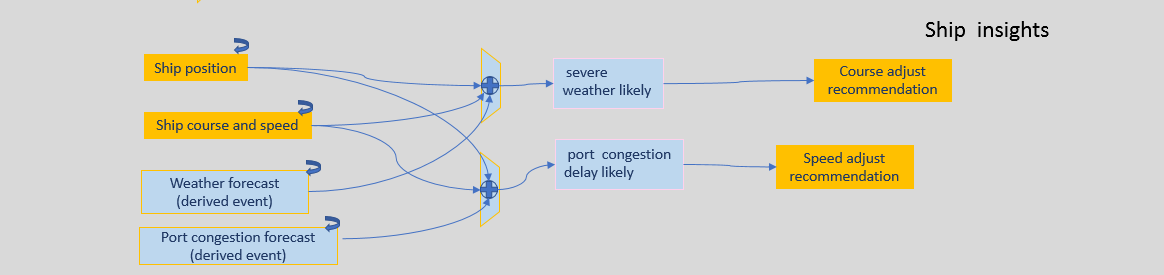 Ship insights
Ship position
Ship course and speed
Weather forecast
(derived event)
Port congestion forecast
(derived event)
severe
weather likely
port congestion
delay likely
Course adjust
recommendation
Speed adjust
recommendation